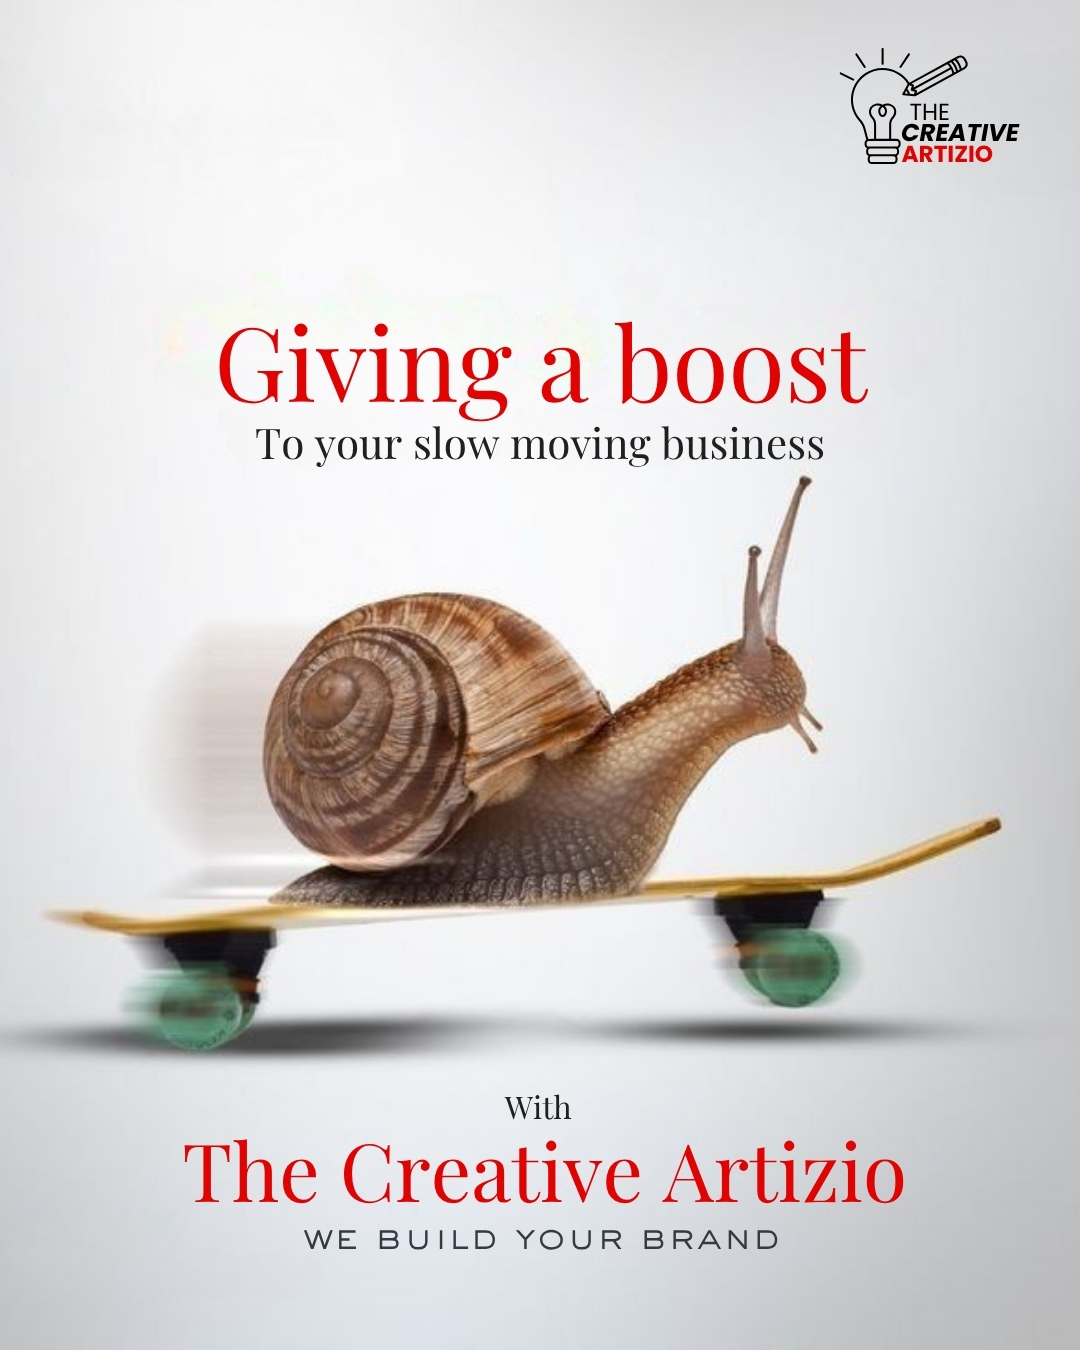 THE
CREATIVE
ARTIZIO
Giving a boost
To your slow moving business
With
The Creative Artizio
WE BUILD YOUR BRAND